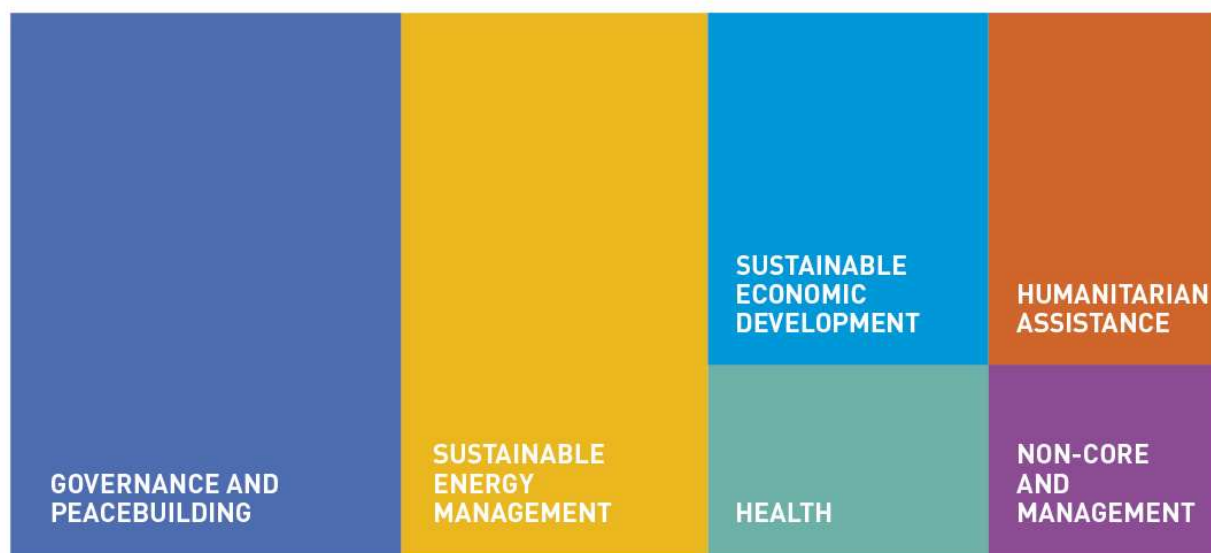 GOVERNANCE AND
PEACEBUILDING
SUSTAINABLE
ENERGY
MANAGEMENT
SUSTAINABLE
ECONOMIC
DEVELOPMENT
HUMANITARIAN
ASSISTANCE
HEALTH
NON-CORE
AND
MANAGEMENT